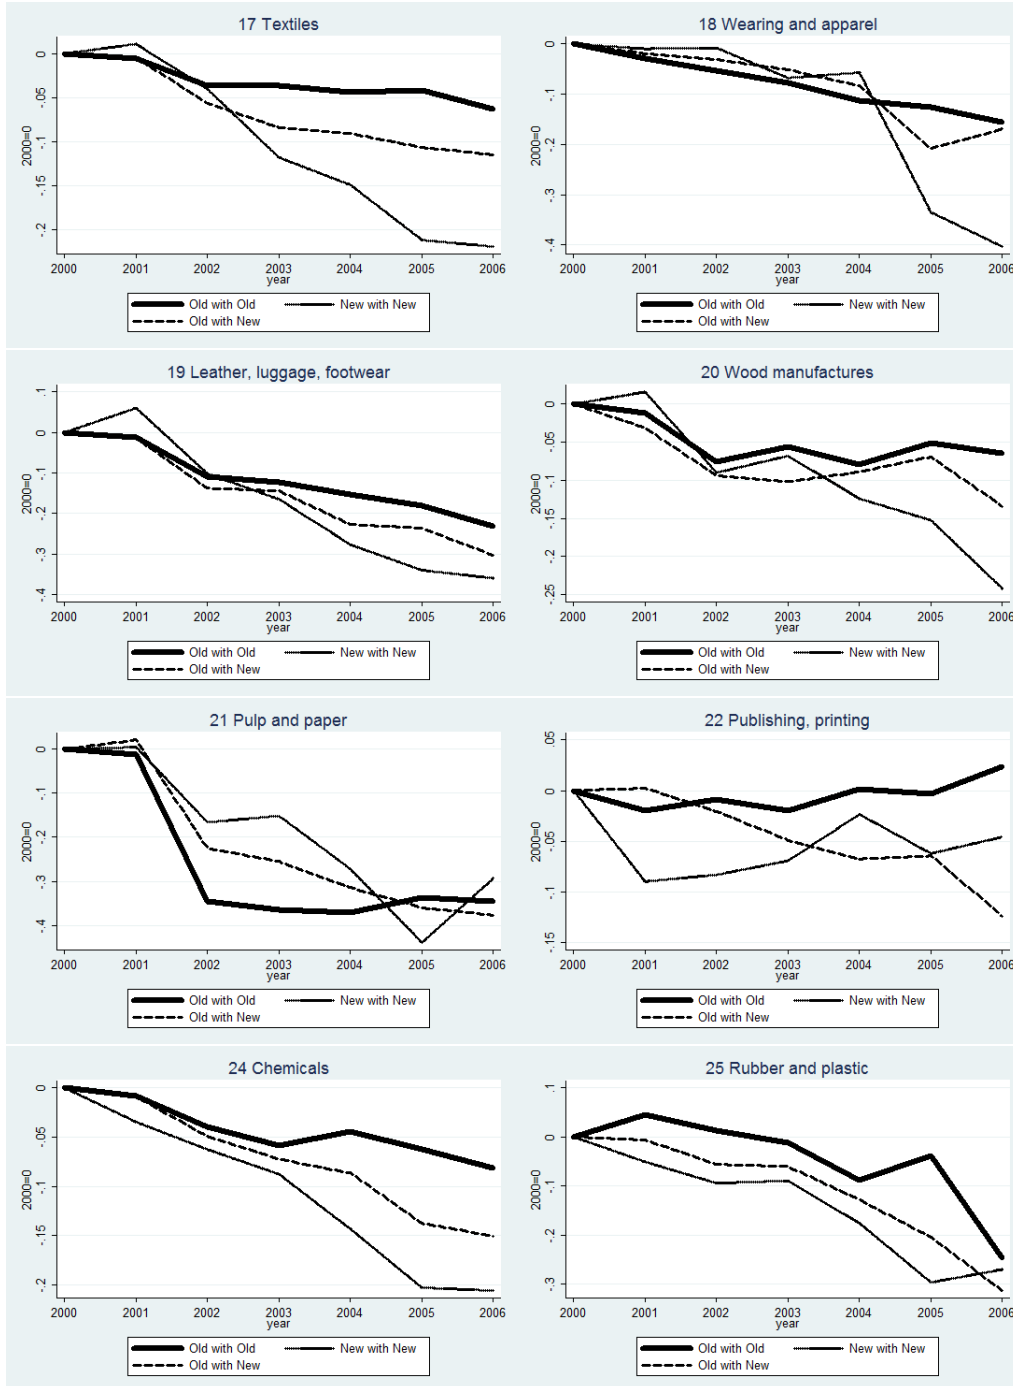 17 Textiles
0
-.05
-.1
-.15
-.2
2000=0
2000 2001 2002 2003 2004 2005 2006
year
Old with Old New with New
Old with New
18 Wearing and apparel
0
-.1
-.2
-.3
-.4
2000=0
2000 2001 2002 2003 2004 2005 2006
year
Old with Old New with New
Old with New
19 Leather, luggage, footwear
.1
0
-.1
-.2
-.3
-.4
2000=0
2000 2001 2002 2003 2004 2005 2006
year
Old with Old New with New
Old with New
20 Wood manufactures
0
-.05
-.1
-.15
-.2
-.25
2000=0
2000 2001 2002 2003 2004 2005 2006
year
Old with Old New with New
Old with New
21 Pulp and paper
0
-.1
-.2
-.3
-.4
2000=0
2000 2001 2002 2003 2004 2005 2006
year
Old with Old New with New
Old with New
22 Publishing, printing
.05
0
-.05
-.1
-.15
2000=0
2000 2001 2002 2003 2004 2005 2006
year
Old with Old New with New
Old with New
24 Chemicals
0
-.05
-.1
-.15
-.2
2000=0
2000 2001 2002 2003 2004 2005 2006
year
Old with Old New with New
Old with New
25 Rubber and plastic
.1
0
-.1
-.2
-.3
2000=0
2000 2001 2002 2003 2004 2005 2006
year
Old with Old New with New
Old with New